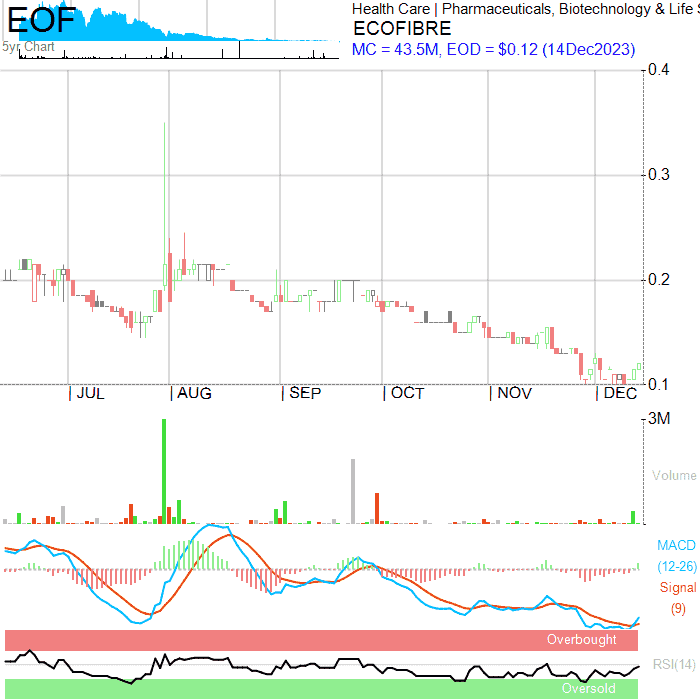 EOF
5yr Chart
Health Care | Pharmaceuticals, Biotechnology & Life S
ECOFIBRE
MC = 43.5M, EOD = $0.12 (14Dec2023)
0.4
0.3
0.2
0.1
JUL AUG SEP OCT NOV DEC
3M
Volume
MACD
(12-26)
Signal
(9)
Overbought
RSI(14)
Oversold